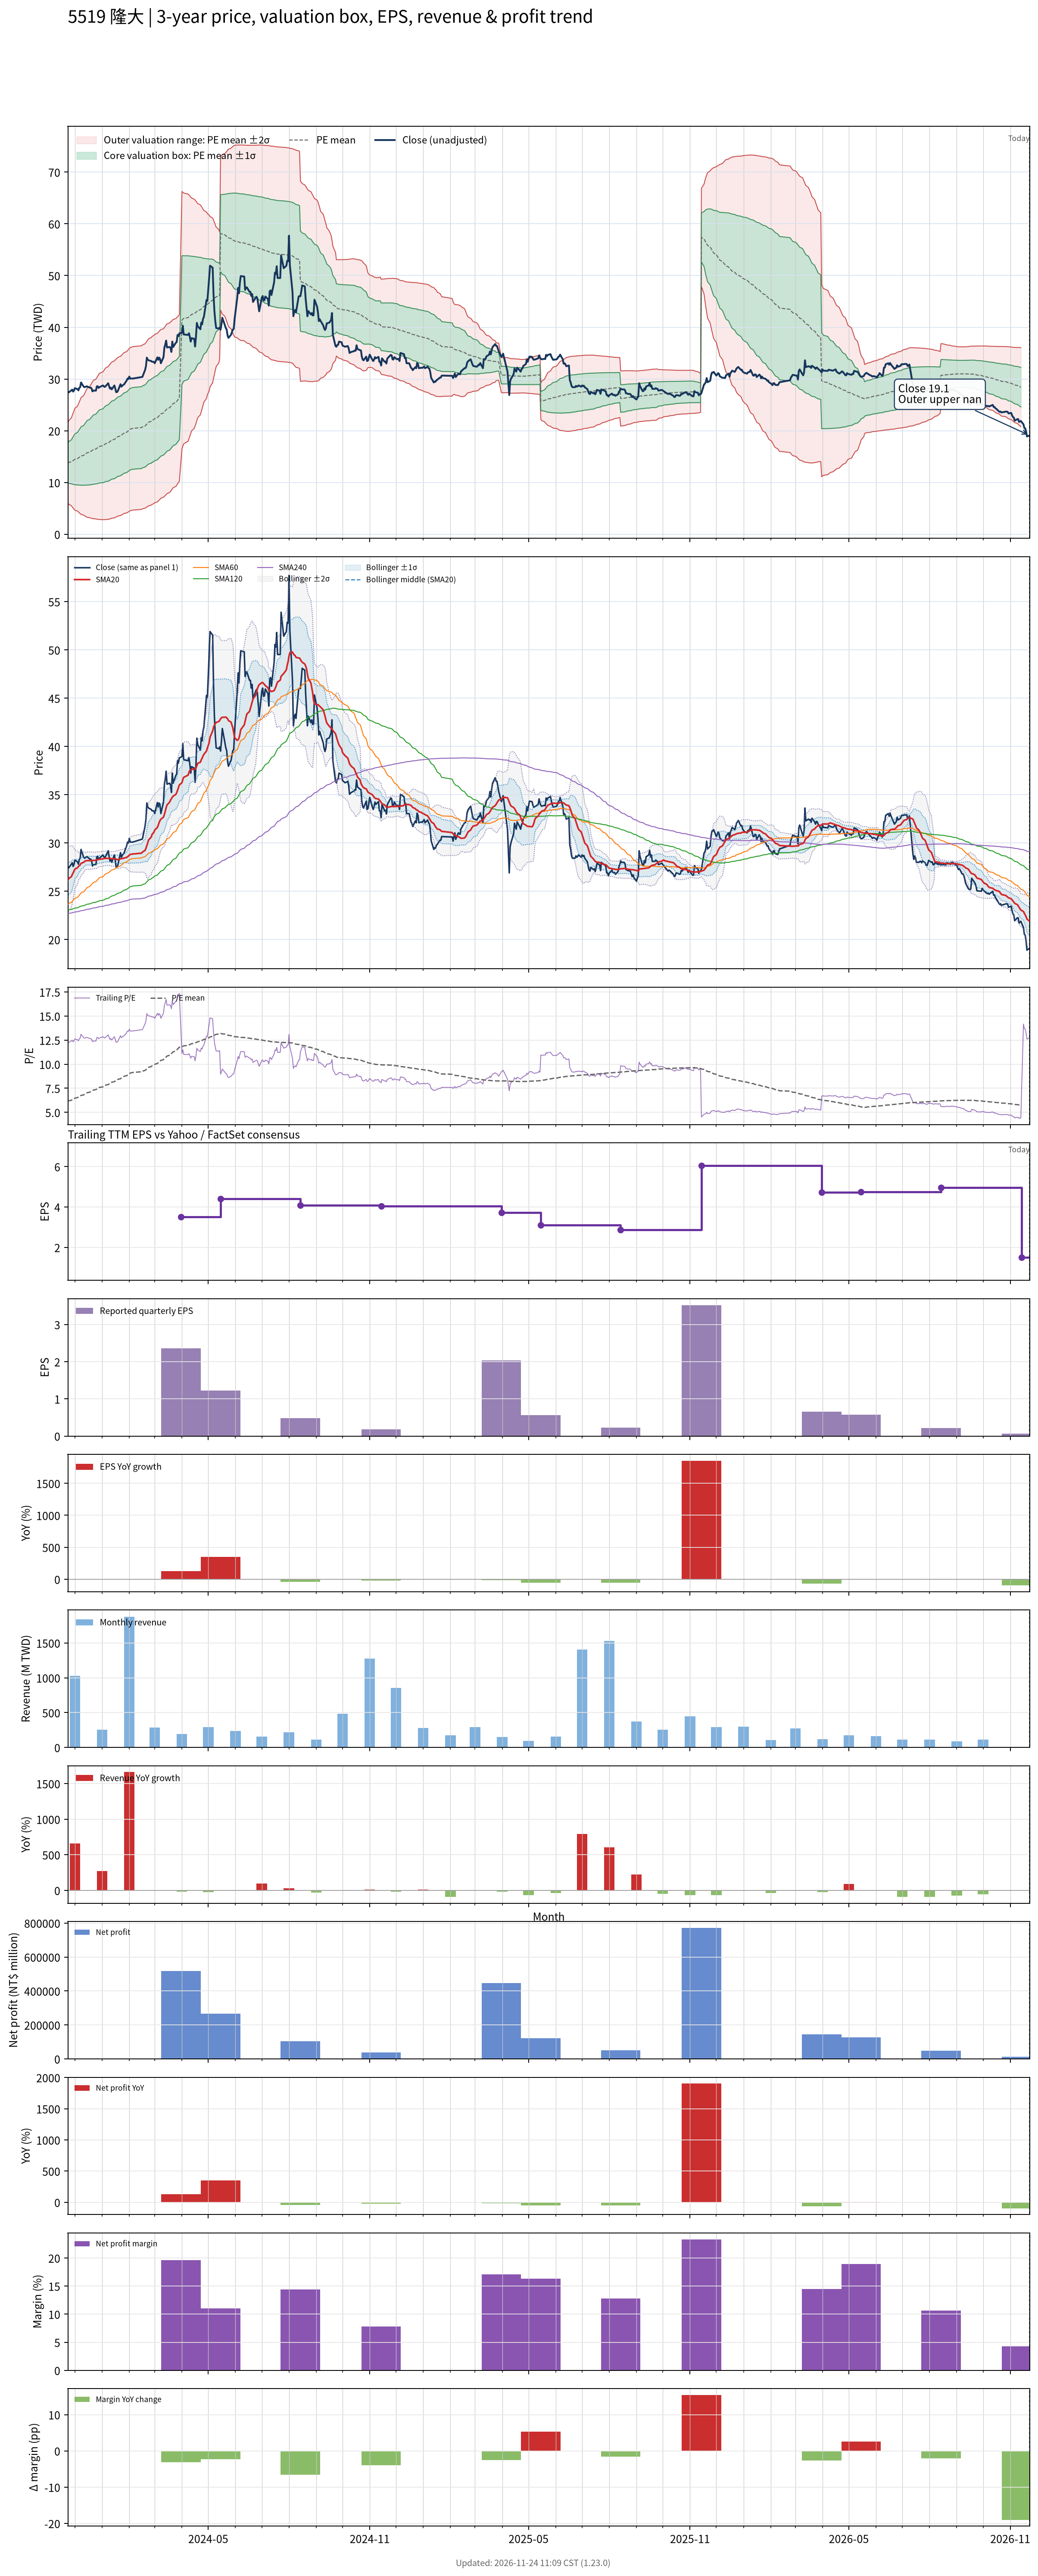 5519 隆大 | 3-year price, valuation box, EPS, revenue & profit trend
Outer valuation range: PE mean ±2σ
PE mean
Close (unadjusted)
Core valuation box: PE mean ±1σ
Today
Price (TWD)
70
60
50
40
30
20
10
0
Close 19.1
Outer upper nan
Close (same as panel 1)
SMA20
SMA60
SMA120
SMA240
Bollinger ±2σ
Bollinger ±1σ
Bollinger middle (SMA20)
Price
55
50
45
40
35
30
25
20
Trailing P/E
P/E mean
P/E
17.5
15.0
12.5
10.0
7.5
5.0
Trailing TTM EPS vs Yahoo / FactSet consensus
Today
EPS
6
4
2
Reported quarterly EPS
EPS
3
2
1
0
EPS YoY growth
YoY (%)
1500
1000
500
0
Monthly revenue
Revenue (M TWD)
1500
1000
500
0
Revenue YoY growth
YoY (%)
1500
1000
500
0
Month
Net profit
Net profit (NT$ million)
800000
600000
400000
200000
0
Net profit YoY
YoY (%)
2000
1500
1000
500
0
Net profit margin
Margin (%)
20
15
10
5
0
Margin YoY change
Δ margin (pp)
10
0
-10
-20
2024-05
2024-11
2025-05
2025-11
2026-05
2026-11
Updated: 2026-11-24 11:09 CST (1.23.0)